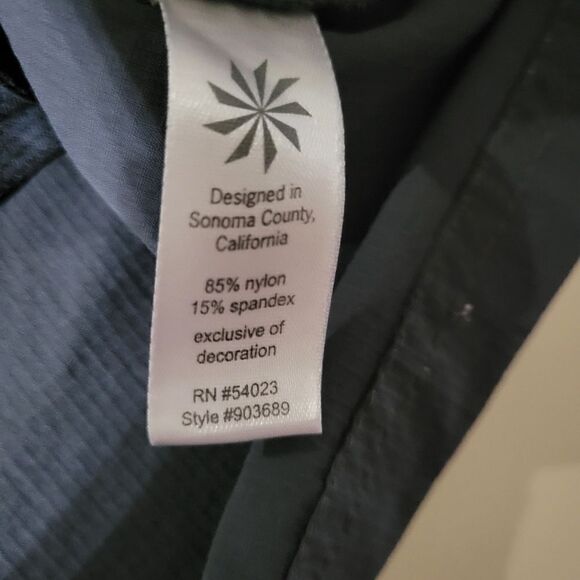 Designed in
Sonoma County,
California
85% nylon
15% spandex
exclusive of
decoration
RN #54023
Style #903689